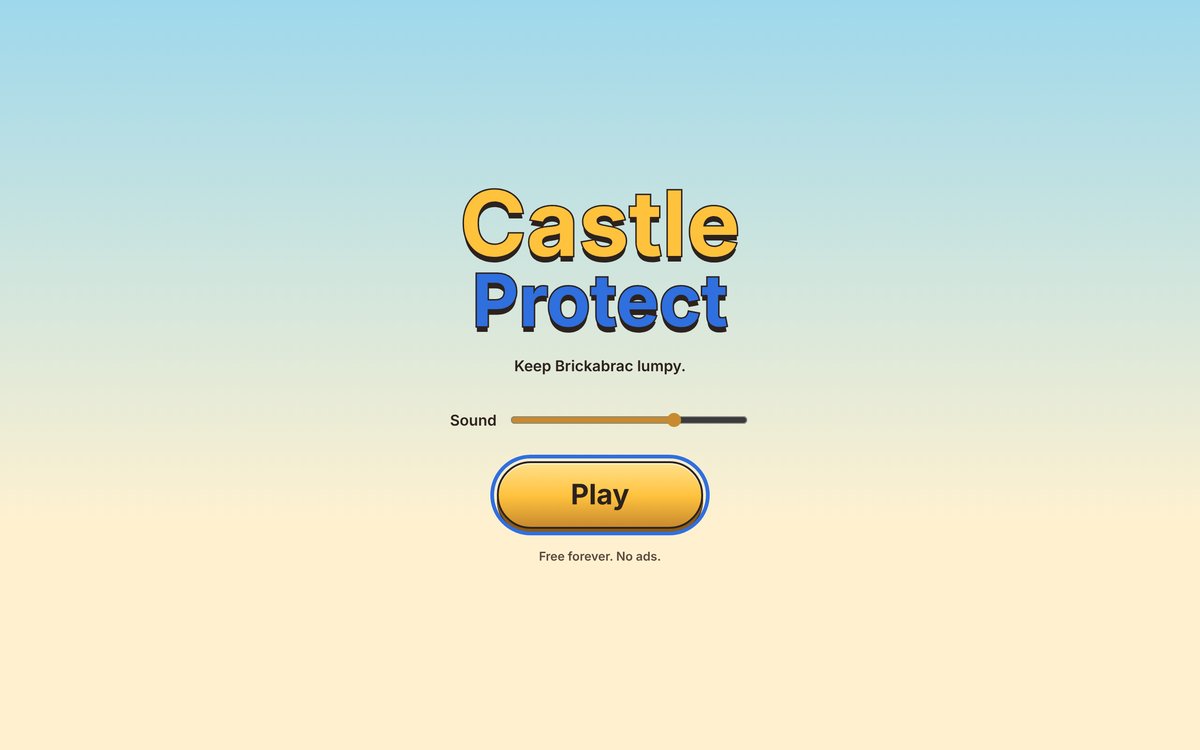 Castle
Protect
Keep Brickabrac lumpy.
Sound
Play
Free forever. No ads.